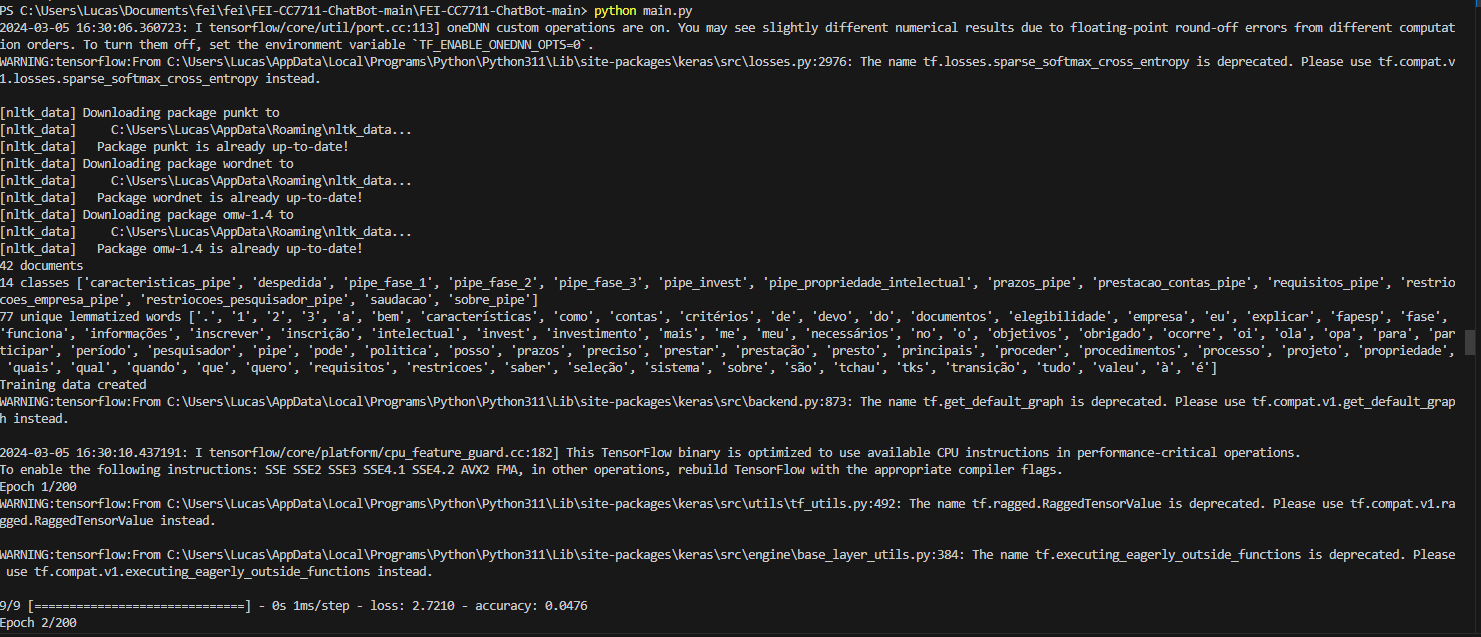 PS C:\Users\Lucas\Documents\fei\fei\FEI-CC7711-ChatBot-main\FEI-CC7711-ChatBot-main> python main.py
2024-03-05 16:30:06.360723: I tensorflow/core/util/port.cc:113] oneDNN custom operations are on. You may see slightly different numerical results due to floating-point round-off errors from different computat
ion orders. To turn them off, set the environment variable `TF_ENABLE_ONEDNN_OPTS=0`.
WARNING:tensorflow:From C:\Users\Lucas\AppData\Local\Programs\Python\Python311\Lib\site-packages\keras\src\losses.py:2976: The name tf.losses.sparse_softmax_cross_entropy is deprecated. Please use tf.compat.v
1.losses.sparse_softmax_cross_entropy instead.
[nltk_data] Downloading package punkt to
[nltk_data]     C:\Users\Lucas\AppData\Roaming\nltk_data...
[nltk_data]   Package punkt is already up-to-date!
[nltk_data] Downloading package wordnet to
[nltk_data]     C:\Users\Lucas\AppData\Roaming\nltk_data...
[nltk_data]   Package wordnet is already up-to-date!
[nltk_data] Downloading package omw-1.4 to
[nltk_data]     C:\Users\Lucas\AppData\Roaming\nltk_data...
[nltk_data]   Package omw-1.4 is already up-to-date!
42 documents
14 classes ['caracteristicas_pipe', 'despedida', 'pipe_fase_1', 'pipe_fase_2', 'pipe_fase_3', 'pipe_invest', 'pipe_propriedade_intelectual', 'prazos_pipe', 'prestacao_contas_pipe', 'requisitos_pipe', 'restrio
coes_empresa_pipe', 'restriocoes_pesquisador_pipe', 'saudacao', 'sobre_pipe']
77 unique lemmatized words ['.', '1', '2', '3', 'a', 'bem', 'características', 'como', 'contas', 'critérios', 'de', 'devo', 'do', 'documentos', 'elegibilidade', 'empresa', 'eu', 'explicar', 'fapesp', 'fase',
'funciona', 'informações', 'inscrever', 'inscrição', 'intelectual', 'invest', 'investimento', 'mais', 'me', 'meu', 'necessários', 'no', 'o', 'objetivos', 'obrigado', 'ocorre', 'oi', 'ola', 'opa', 'para', 'par
ticipar', 'período', 'pesquisador', 'pipe', 'pode', 'politica', 'posso', 'prazos', 'preciso', 'prestar', 'prestação', 'presto', 'principais', 'proceder', 'procedimentos', 'processo', 'projeto', 'propriedade',
'quais', 'qual', 'quando', 'que', 'quero', 'requisitos', 'restricoes', 'saber', 'seleção', 'sistema', 'sobre', 'são', 'tchau', 'tks', 'transição', 'tudo', 'valeu', 'à', 'é']
Training data created
WARNING:tensorflow:From C:\Users\Lucas\AppData\Local\Programs\Python\Python311\Lib\site-packages\keras\src\backend.py:873: The name tf.get_default_graph is deprecated. Please use tf.compat.v1.get_default_grap
h instead.
2024-03-05 16:30:10.437191: I tensorflow/core/platform/cpu_feature_guard.cc:182] This TensorFlow binary is optimized to use available CPU instructions in performance-critical operations.
To enable the following instructions: SSE SSE2 SSE3 SSE4.1 SSE4.2 AVX2 FMA, in other operations, rebuild TensorFlow with the appropriate compiler flags.
Epoch 1/200
WARNING:tensorflow:From C:\Users\Lucas\AppData\Local\Programs\Python\Python311\Lib\site-packages\keras\src\utils\tf_utils.py:492: The name tf.ragged.RaggedTensorValue is deprecated. Please use tf.compat.v1.ra
gged.RaggedTensorValue instead.
WARNING:tensorflow:From C:\Users\Lucas\AppData\Local\Programs\Python\Python311\Lib\site-packages\keras\src\engine\base_layer_utils.py:384: The name tf.executing_eagerly_outside_functions is deprecated. Please
use tf.compat.v1.executing_eagerly_outside_functions instead.
9/9 [==============================] - 0s 1ms/step - loss: 2.7210 - accuracy: 0.0476
Epoch 2/200